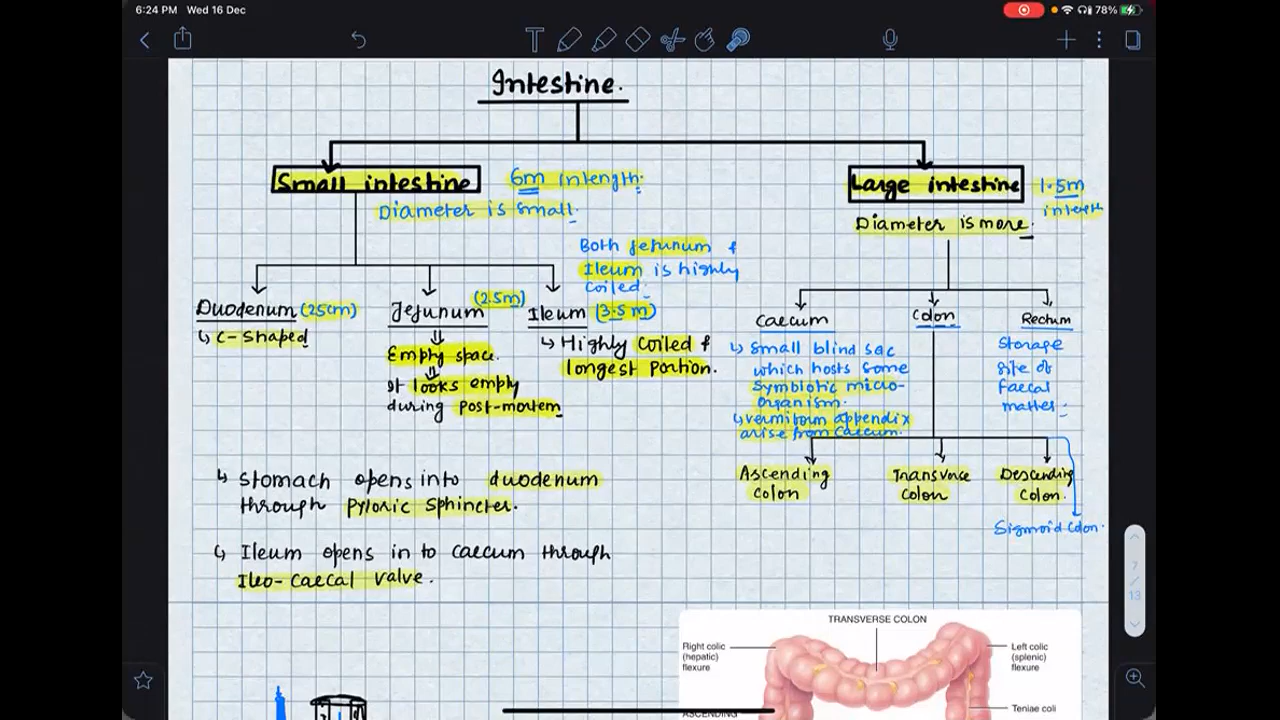 6:24 PM Wed 16 Dec
78%
Intestine.
Small intestine
6m in length.
Diameter is small.
Large intestine
1.5m
in length
Diameter is more.
Both Jejunum &
Ileum is highly
coiled.
Duodenum (25cm)
↳ C-shaped
Jejunum (2.5m)
⇓
Empty space.
⇓
It looks empty
during post-mortem
Ileum (3.5 m)
↳ Highly coiled &
longest portion.
Caecum
↳ small blind sac
which hosts some
symbiotic micro-
organism.
↳ vermiform appendix
arise from caecum.
Colon
Rectum
Storage
site of
faecal
matter.
Ascending
colon
Transverce
colon
Descending
colon.
Sigmoid colon.
↳ Stomach opens into duodenum
through Pyloric sphincter.
↳ Ileum opens in to caecum through
Ileo-caecal valve.
7
/
13
TRANSVERSE COLON
Right colic
(hepatic)
flexure
Left colic
(splenic)
flexure
ASCENDING
Teniae coli